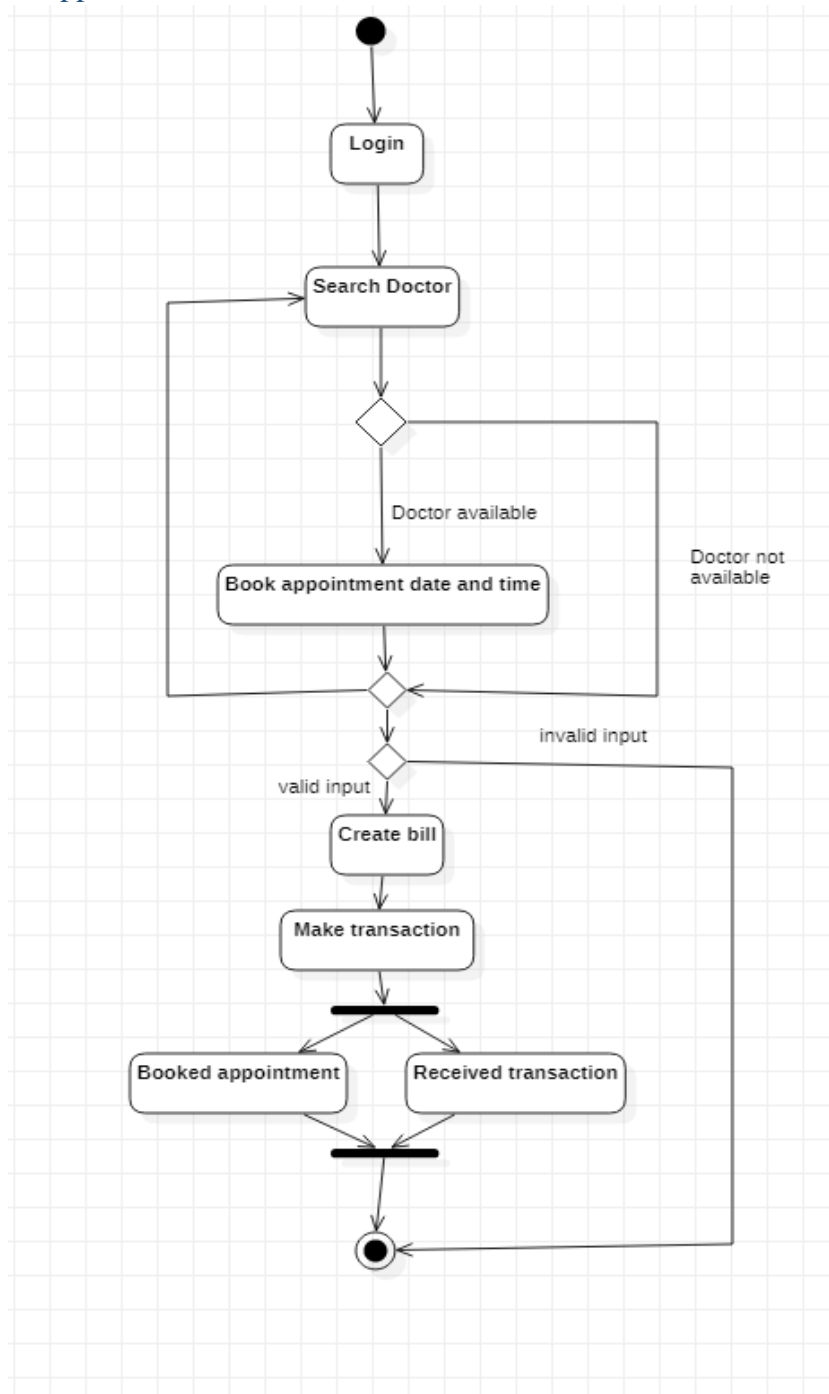 Login
Search Doctor
Doctor available
Doctor not
available
Book appointment date and time
invalid input
valid input
Create bill
Make transaction
Booked appointment
Received transaction